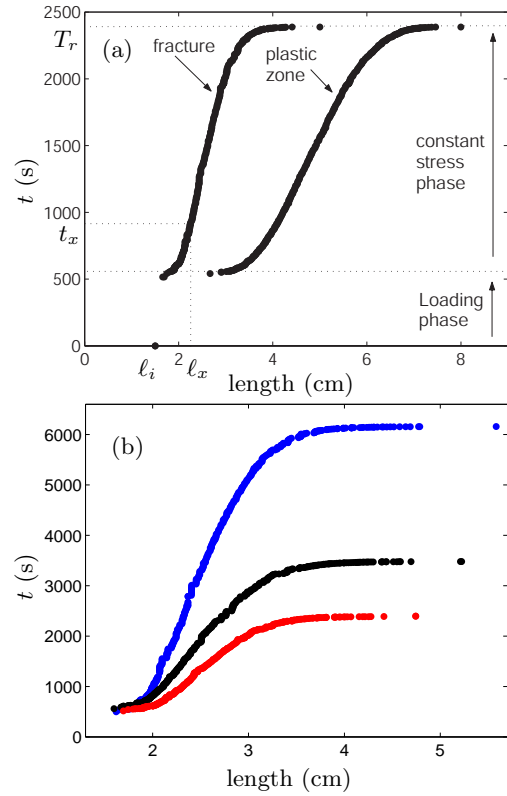 T_r
2500
2000
1500
1000
t_x
500
0
t (s)
(a)
fracture
plastic
zone
constant
stress
phase
Loading
phase
0
2
4
6
8
ℓ_i
ℓ_x
length (cm)
(b)
6000
5000
4000
3000
2000
1000
0
t (s)
2
3
4
5
length (cm)